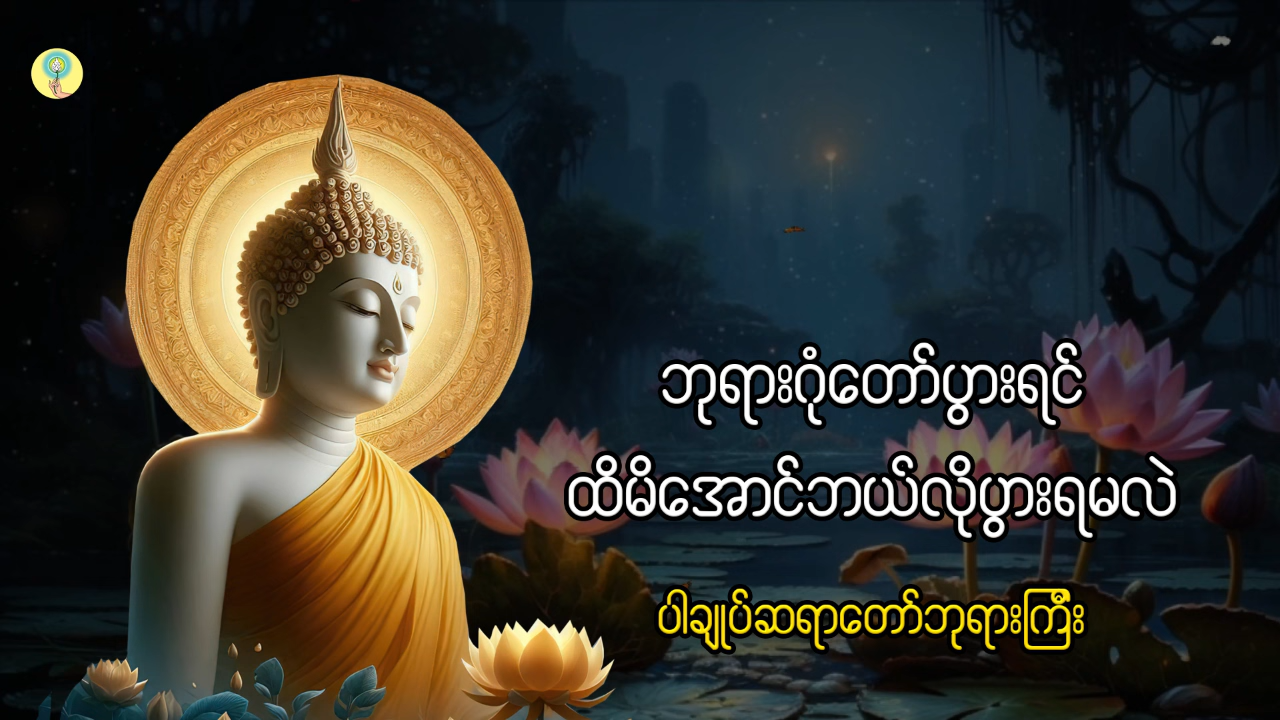 ဘုရားဂုံတော်ပွားရင်
ထိမိအောင်ဘယ်လိုပွားရမလဲ
ပါချုပ်ဆရာတော်ဘုရားကြီး